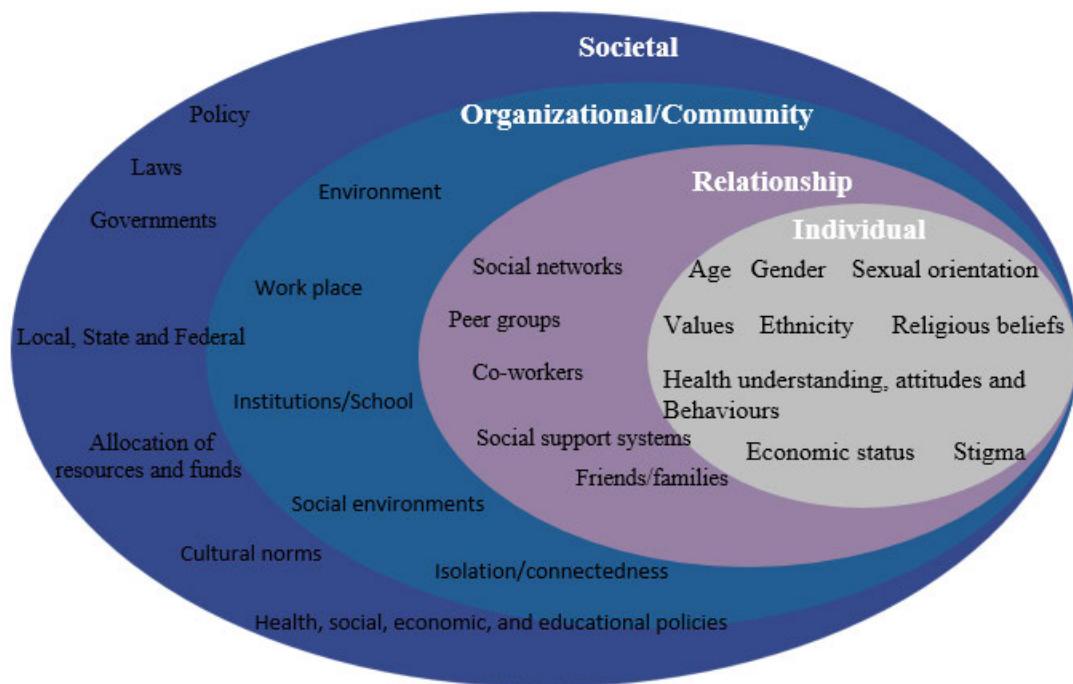 Societal
Policy
Laws
Governments
Local, State and Federal
Allocation of
resources and funds
Cultural norms
Health, social, economic, and educational policies
Organizational/Community
Environment
Work place
Institutions/School
Social environments
Isolation/connectedness
Relationship
Social networks
Peer groups
Co-workers
Social support systems
Friends/families
Individual
Age Gender Sexual orientation
Values Ethnicity Religious beliefs
Health understanding, attitudes and
Behaviours
Economic status Stigma